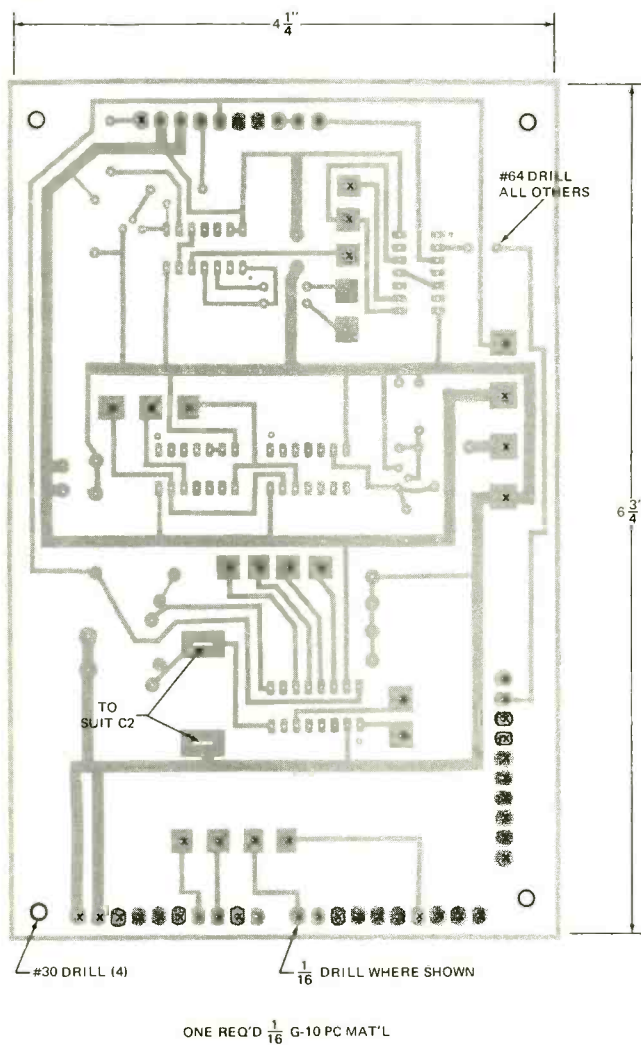 4 1/4"
#64 DRILL
ALL OTHERS
6 3/4
TO
SUIT C2
#30 DRILL (4)
1/16 DRILL WHERE SHOWN
ONE REQ'D 1/16 G-10 PC MAT'L